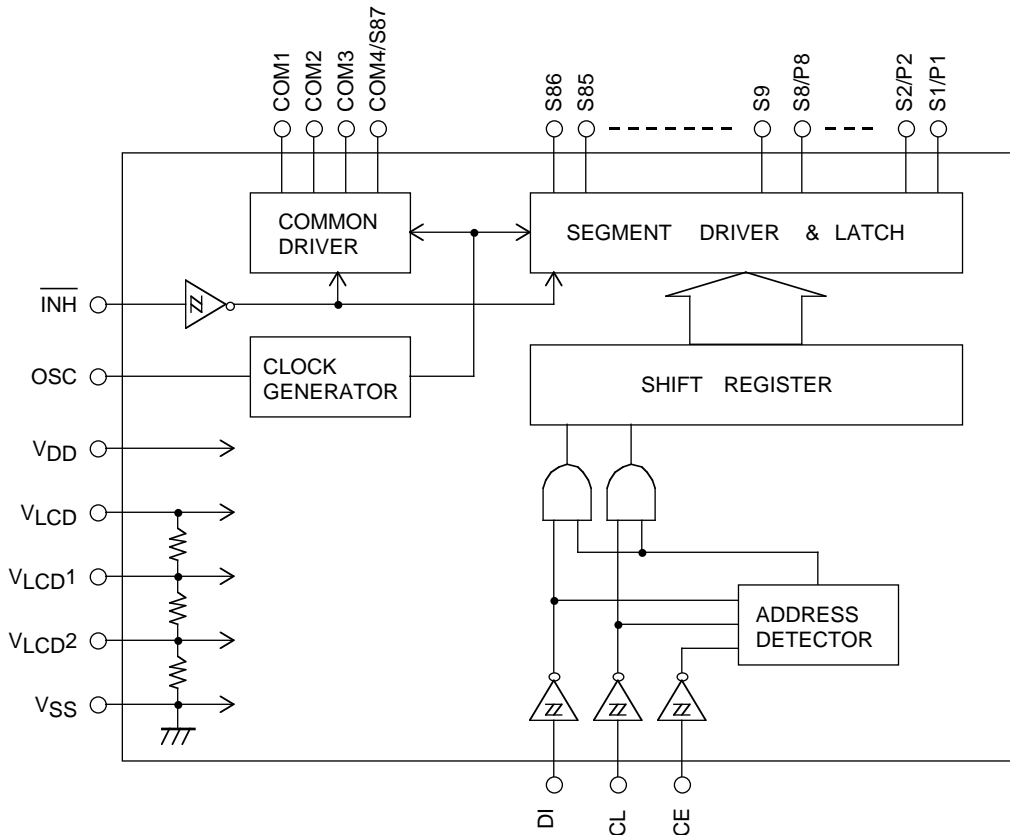 COM1
COM2
COM3
COM4/S87
S86
S85
S9
S8/P8
S2/P2
S1/P1
COMMON
DRIVER
SEGMENT DRIVER & LATCH
INH
OSC
CLOCK
GENERATOR
SHIFT REGISTER
VDD
VLCD
VLCD1
VLCD2
VSS
ADDRESS
DETECTOR
DI
CL
CE